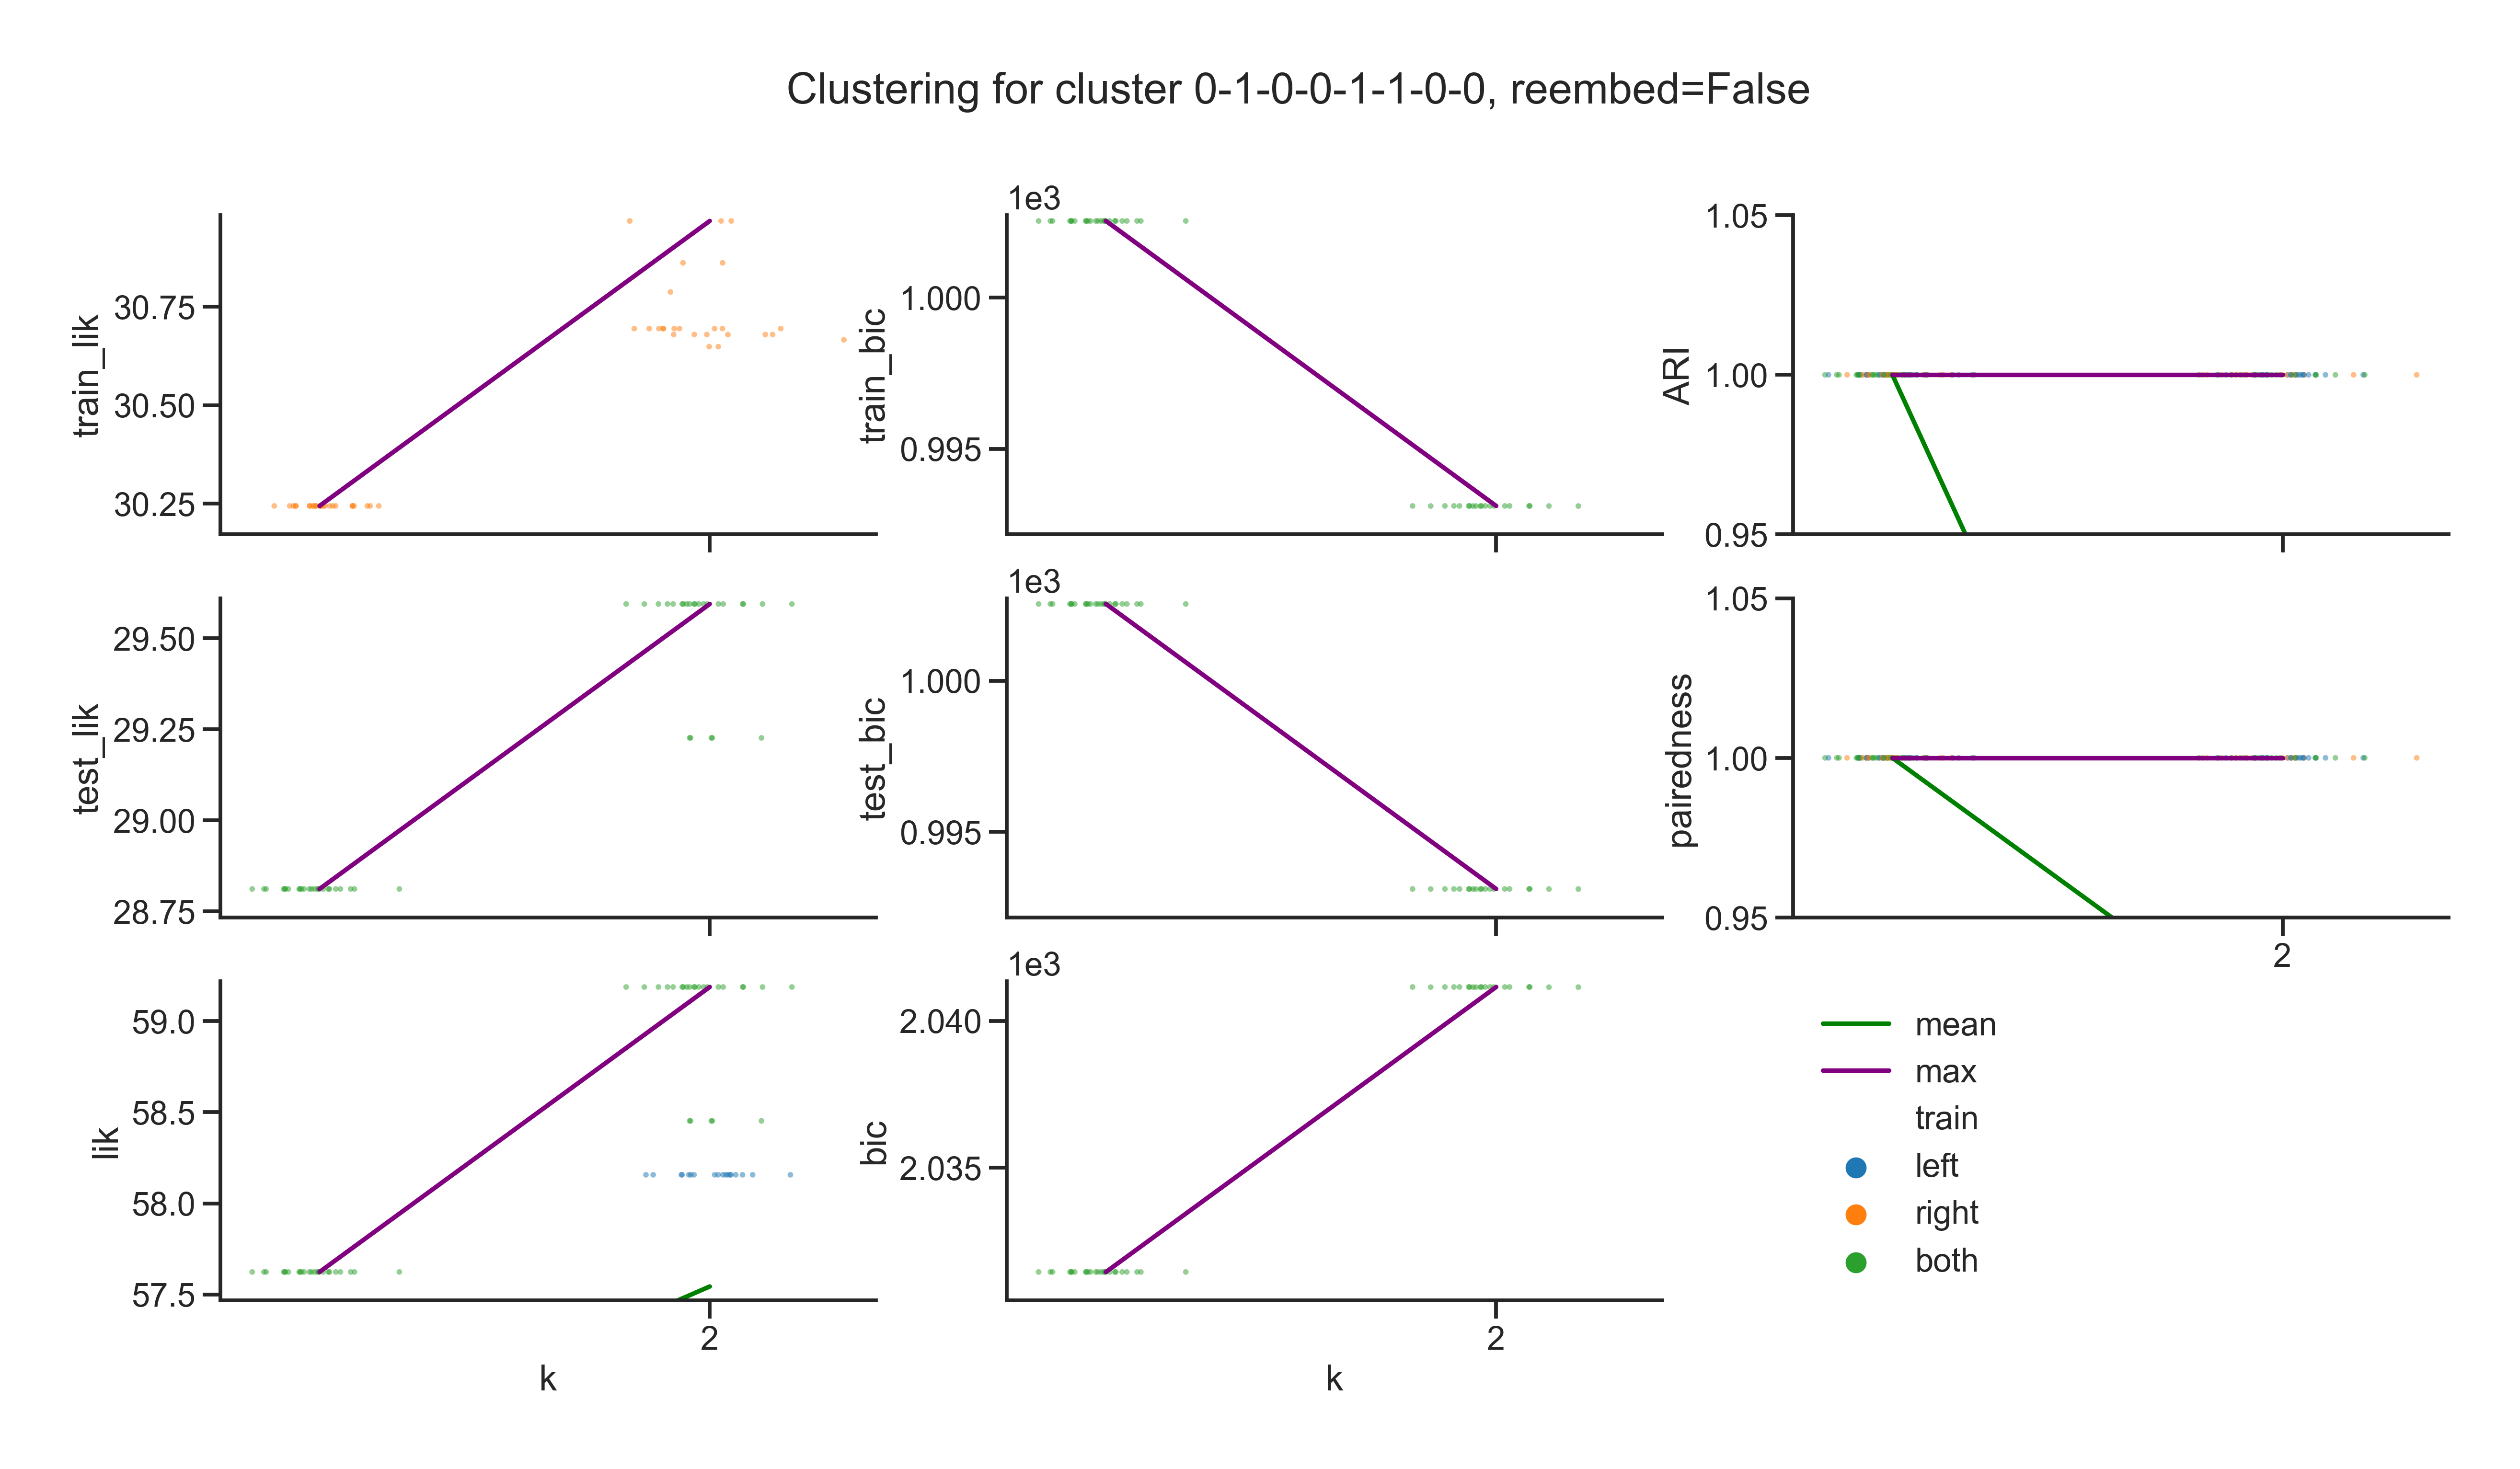 Clustering for cluster 0-1-0-0-1-1-0-0, reembed=False
train_lik
30.75
30.50
30.25
1e3
train_bic
1.000
0.995
ARI
1.05
1.00
0.95
test_lik
29.50
29.25
29.00
28.75
1e3
test_bic
1.000
0.995
pairedness
1.05
1.00
0.95
2
lik
59.0
58.5
58.0
57.5
2
k
1e3
bic
2.040
2.035
2
k
mean
max
train
left
right
both